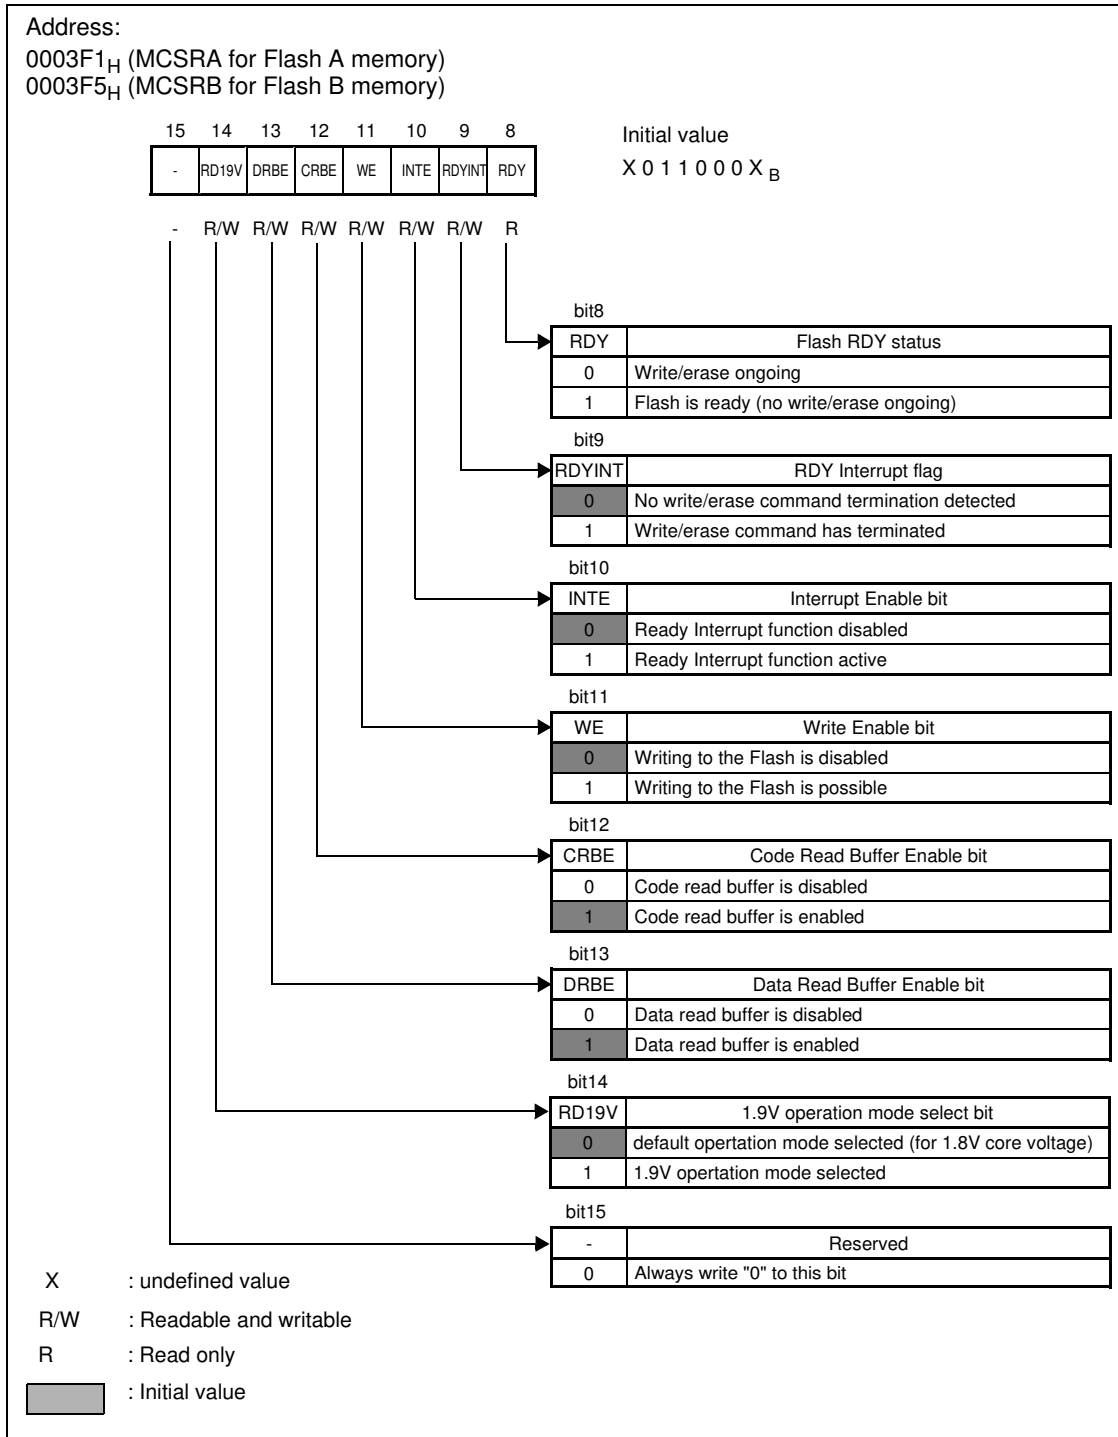 Address:
0003F1H (MCSRA for Flash A memory)
0003F5H (MCSRB for Flash B memory)
15 14 13 12 11 10 9 8
Initial value
- RD19V DRBE CRBE WE INTE RDYINT RDY
X 0 1 1 0 0 0 X B
- R/W R/W R/W R/W R/W R/W R
bit8
RDY Flash RDY status
0 Write/erase ongoing
1 Flash is ready (no write/erase ongoing)
bit9
RDYINT RDY Interrupt flag
0 No write/erase command termination detected
1 Write/erase command has terminated
bit10
INTE Interrupt Enable bit
0 Ready Interrupt function disabled
1 Ready Interrupt function active
bit11
WE Write Enable bit
0 Writing to the Flash is disabled
1 Writing to the Flash is possible
bit12
CRBE Code Read Buffer Enable bit
0 Code read buffer is disabled
1 Code read buffer is enabled
bit13
DRBE Data Read Buffer Enable bit
0 Data read buffer is disabled
1 Data read buffer is enabled
bit14
RD19V 1.9V operation mode select bit
0 default opertation mode selected (for 1.8V core voltage)
1 1.9V opertation mode selected
bit15
- Reserved
0 Always write "0" to this bit
X : undefined value
R/W : Readable and writable
R : Read only
: Initial value